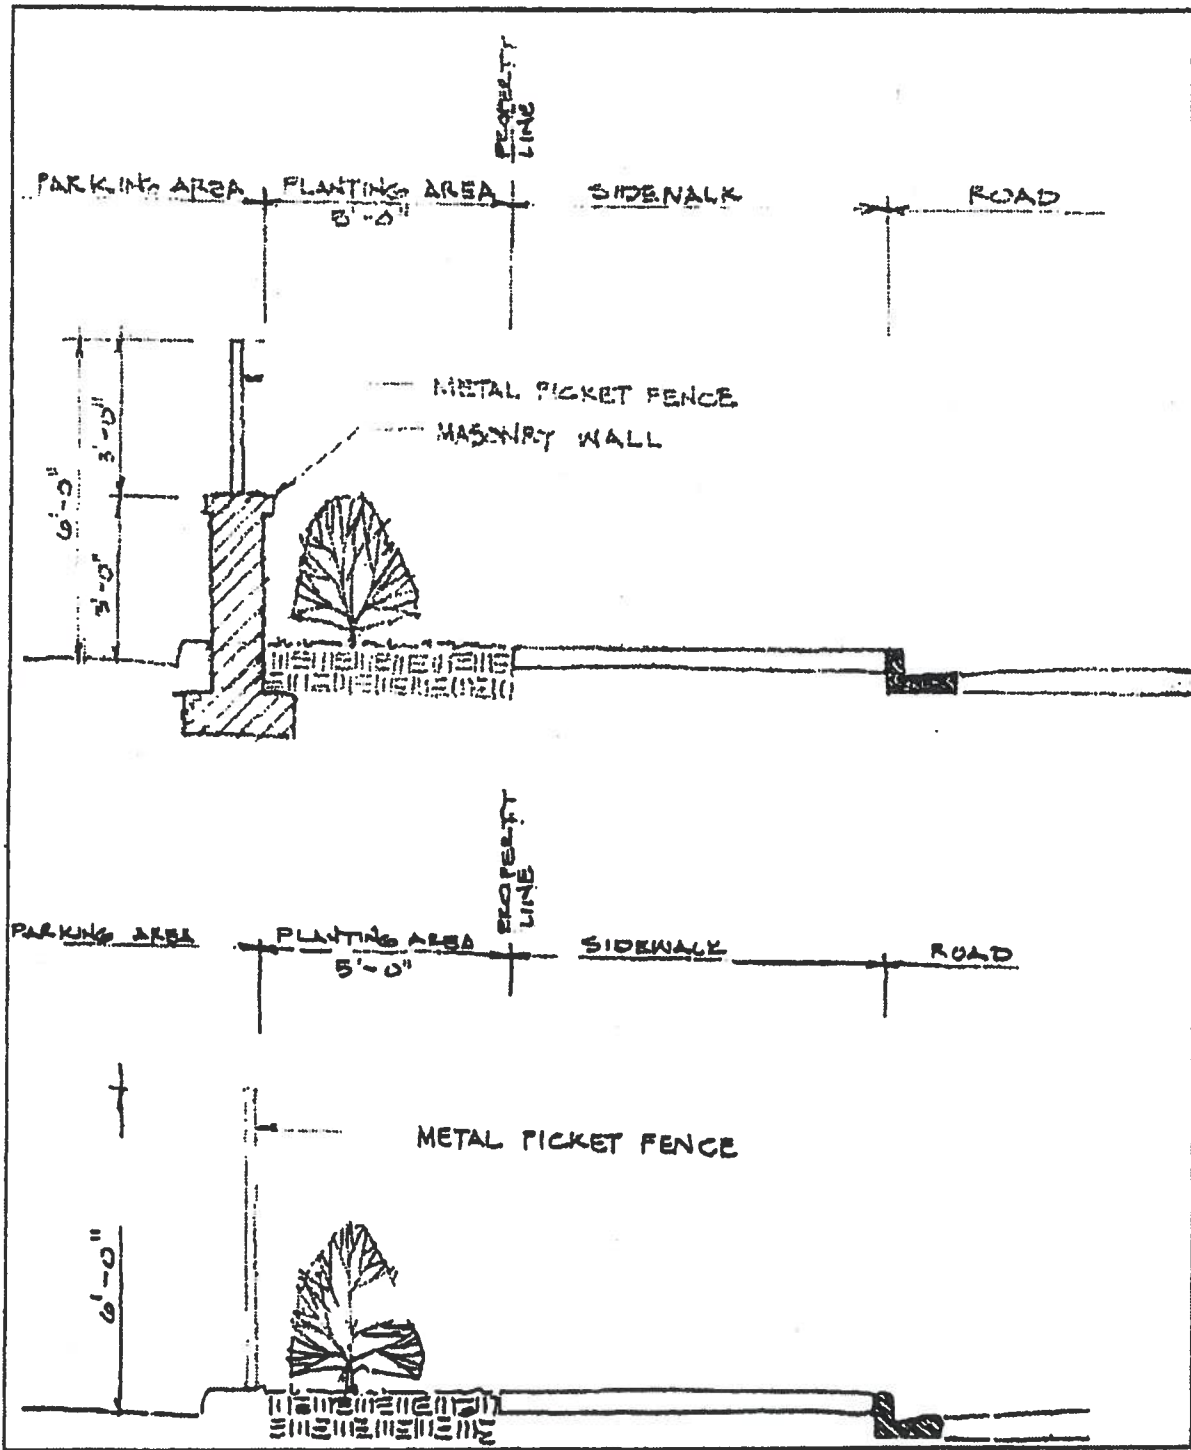 PROPERTY
LINE
PARKING AREA
PLANTING AREA
5'-0"
SIDEWALK
ROAD
METAL PICKET FENCE
MASONRY WALL
3'-0"
6'-0"
3'-0"
PROPERTY
LINE
PARKING AREA
PLANTING AREA
5'-0"
SIDEWALK
ROAD
METAL PICKET FENCE
6'-0"